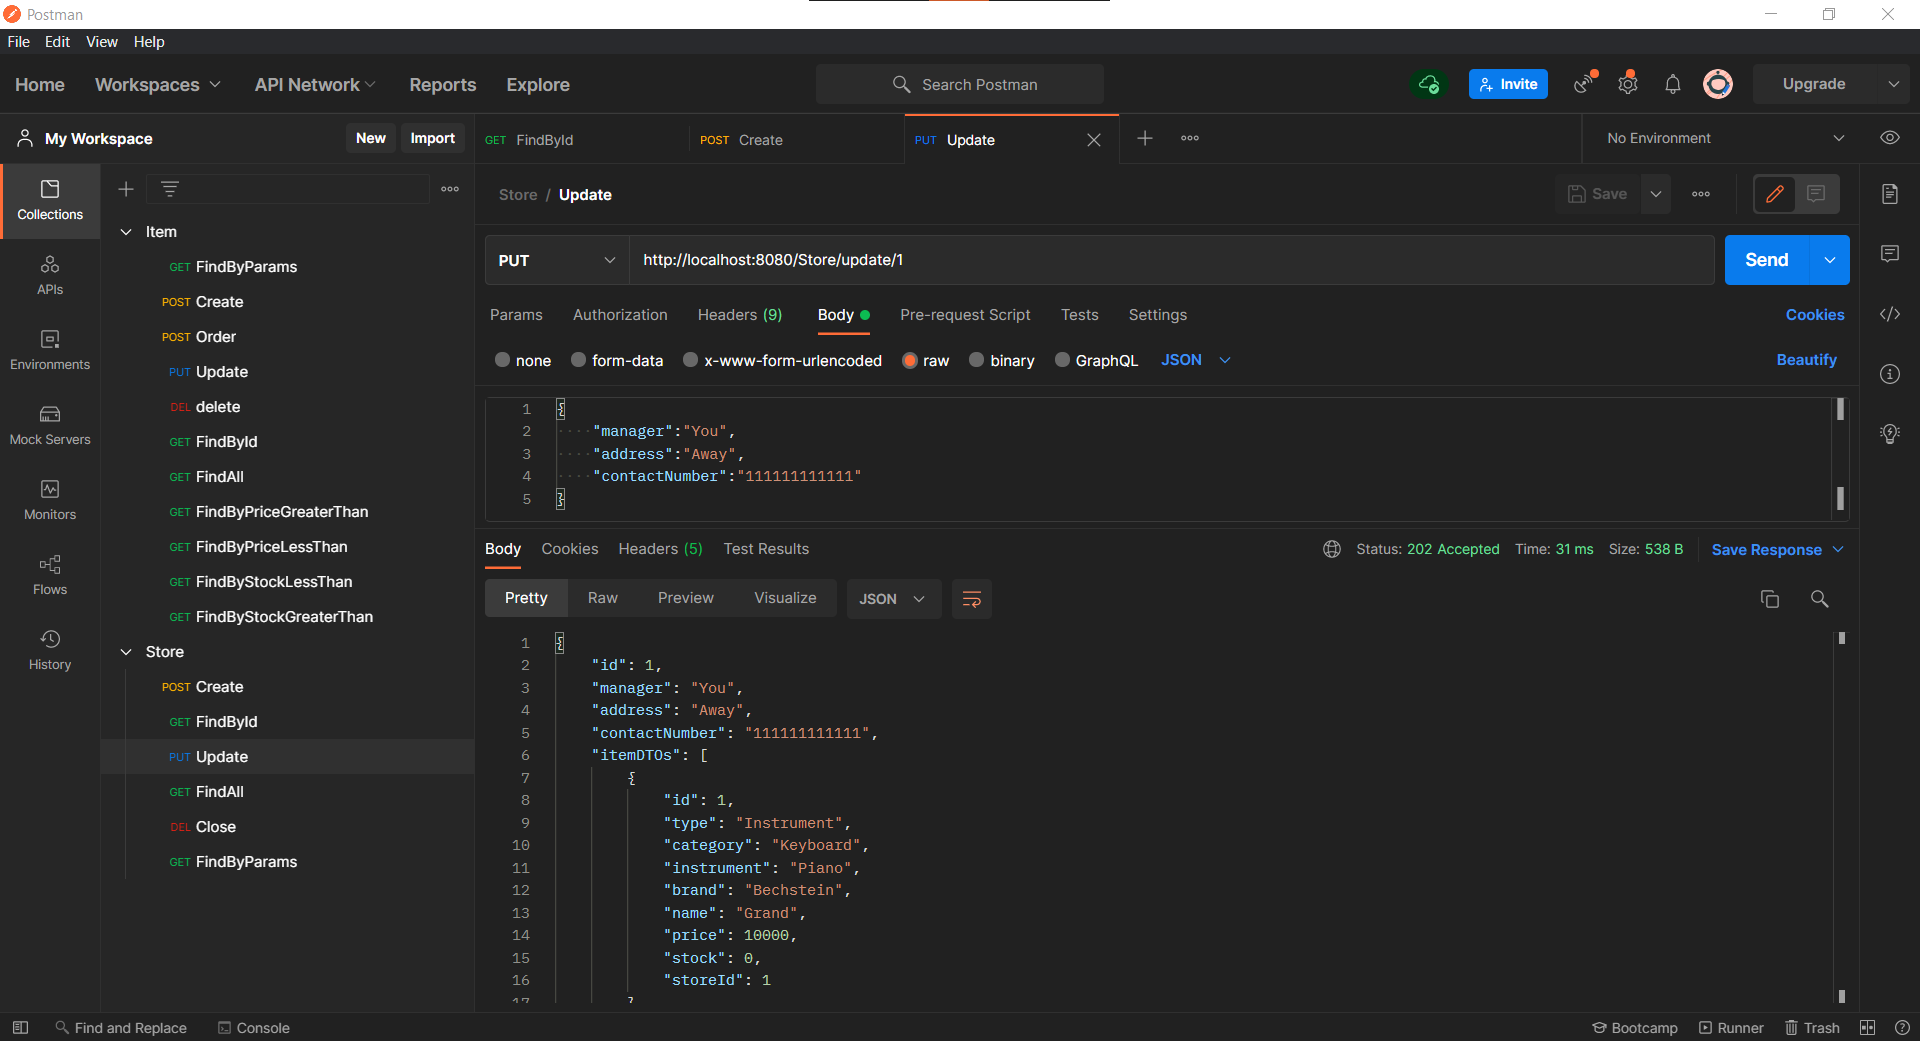 Postman
File Edit View Help
Home Workspaces API Network Reports Explore Search Postman Invite Upgrade
My Workspace New Import GET FindById POST Create PUT Update No Environment
Collections
APIs
Environments
Mock Servers
Monitors
Flows
History
Item
GET FindByParams
POST Create
POST Order
PUT Update
DEL delete
GET FindById
GET FindAll
GET FindByPriceGreaterThan
GET FindByPriceLessThan
GET FindByStockLessThan
GET FindByStockGreaterThan
Store
POST Create
GET FindById
PUT Update
GET FindAll
DEL Close
GET FindByParams
Store / Update Save
PUT http://localhost:8080/Store/update/1 Send
Params Authorization Headers (9) Body Pre-request Script Tests Settings Cookies
none form-data x-www-form-urlencoded raw binary GraphQL JSON Beautify
1 {
2 "manager":"You",
3 "address":"Away",
4 "contactNumber":"111111111111"
5 }
Body Cookies Headers (5) Test Results Status: 202 Accepted Time: 31 ms Size: 538 B Save Response
Pretty Raw Preview Visualize JSON
1 {
2 "id": 1,
3 "manager": "You",
4 "address": "Away",
5 "contactNumber": "111111111111",
6 "itemDTOs": [
7 {
8 "id": 1,
9 "type": "Instrument",
10 "category": "Keyboard",
11 "instrument": "Piano",
12 "brand": "Bechstein",
13 "name": "Grand",
14 "price": 10000,
15 "stock": 0,
16 "storeId": 1
17 }
Find and Replace Console Bootcamp Runner Trash